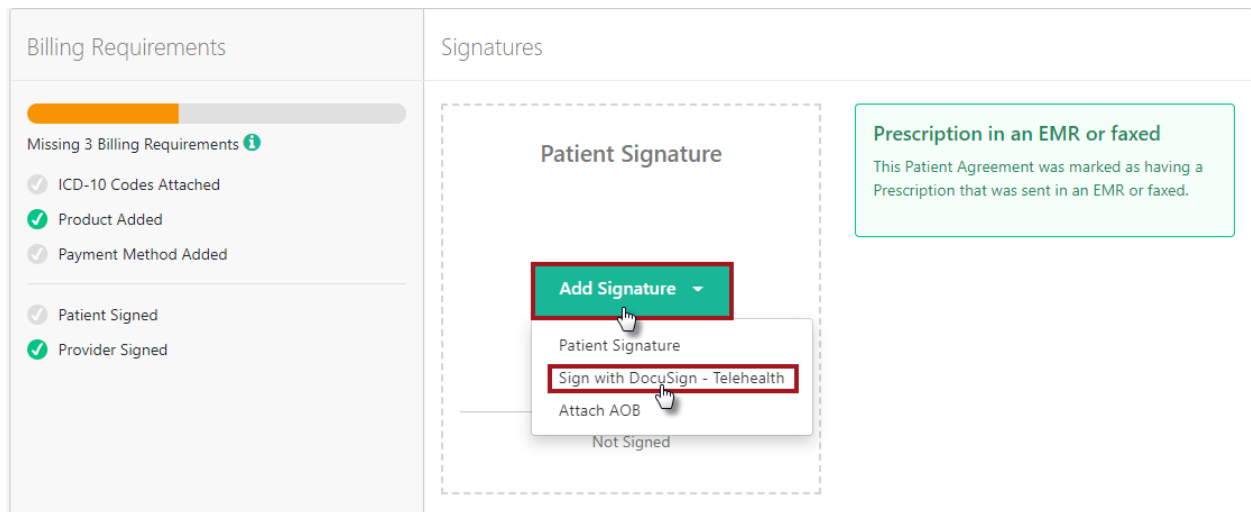 Billing Requirements
Missing 3 Billing Requirements
ICD-10 Codes Attached
Product Added
Payment Method Added
Patient Signed
Provider Signed
Signatures
Patient Signature
Add Signature
Patient Signature
Sign with DocuSign - Telehealth
Attach AOB
Not Signed
Prescription in an EMR or faxed
This Patient Agreement was marked as having a
Prescription that was sent in an EMR or faxed.